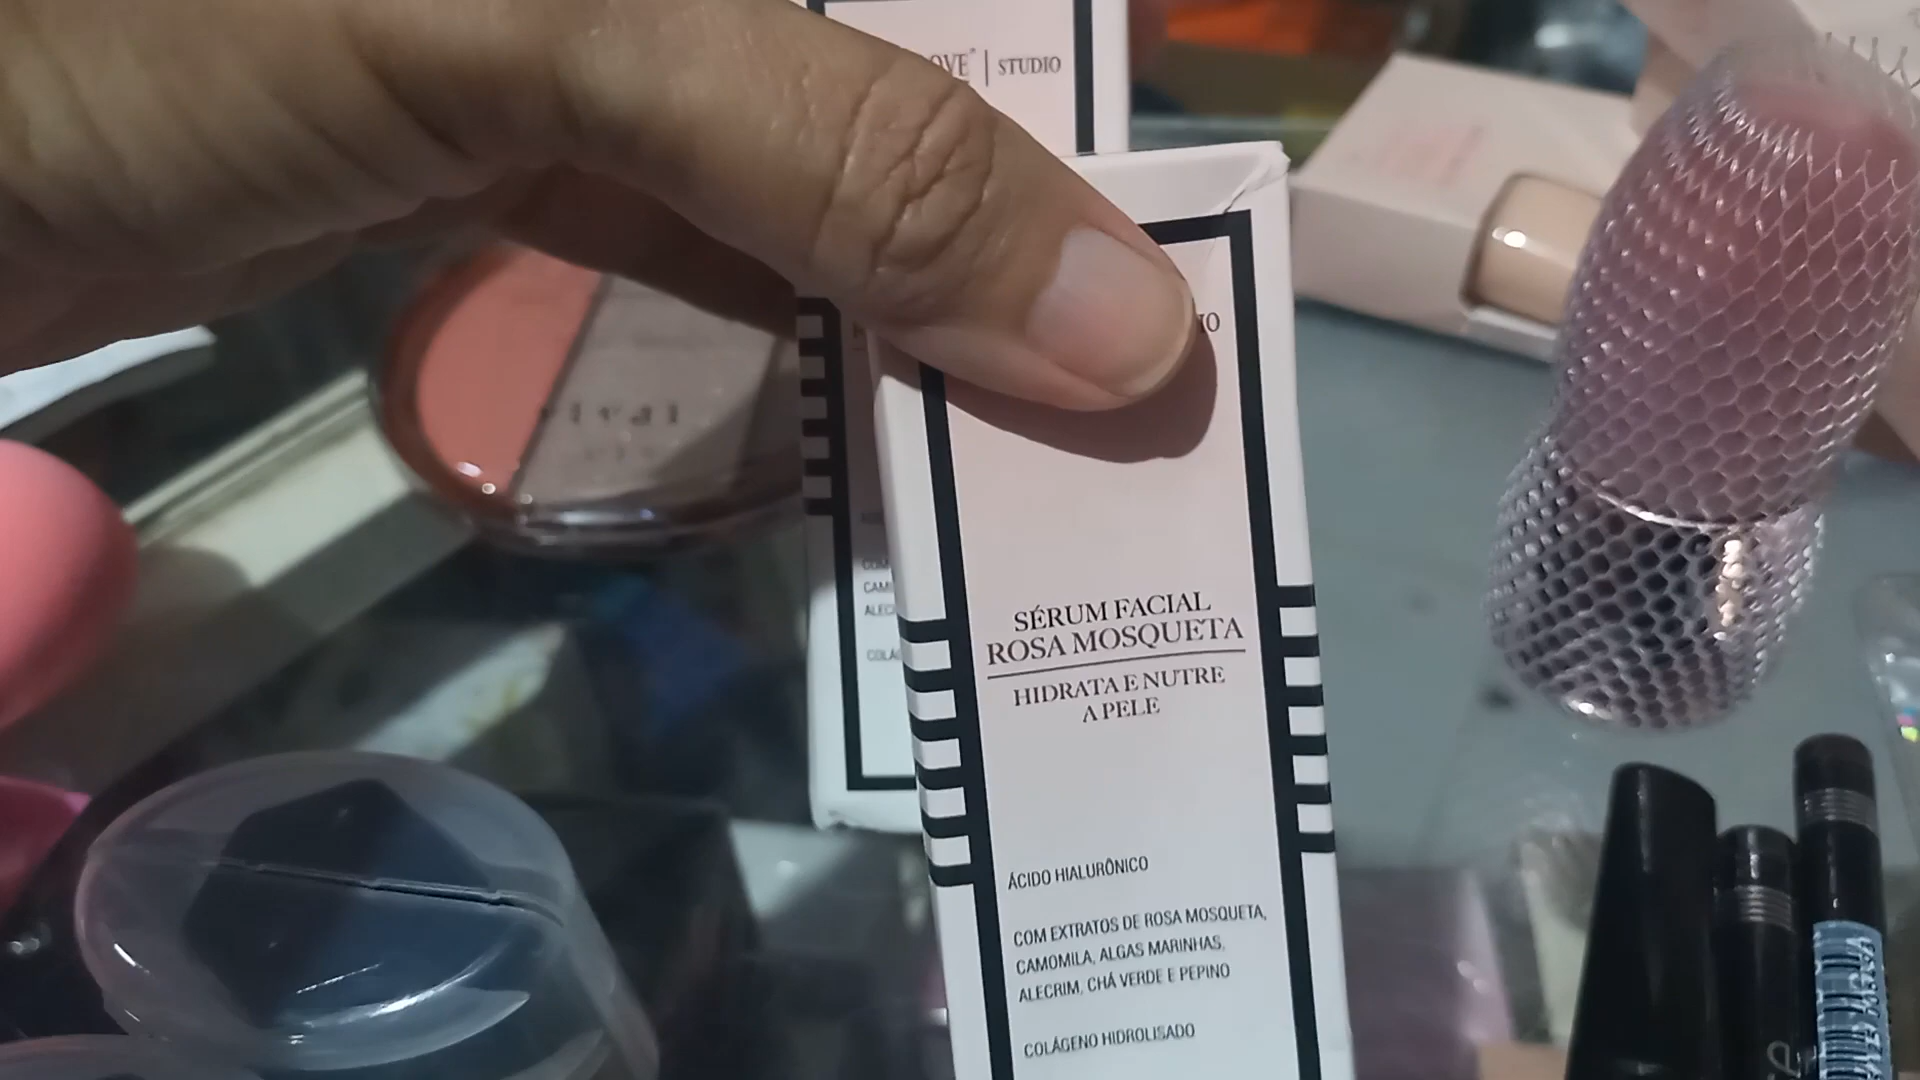 STUDIO
SÉRUM FACIAL
ROSA MOSQUETA
HIDRATA E NUTRE
A PELE
ÁCIDO HIALURÔNICO
COM EXTRATOS DE ROSA MOSQUETA,
CAMOMILA, ALGAS MARINHAS,
ALECRIM, CHÁ VERDE E PEPINO
COLÁGENO HIDROLISADO